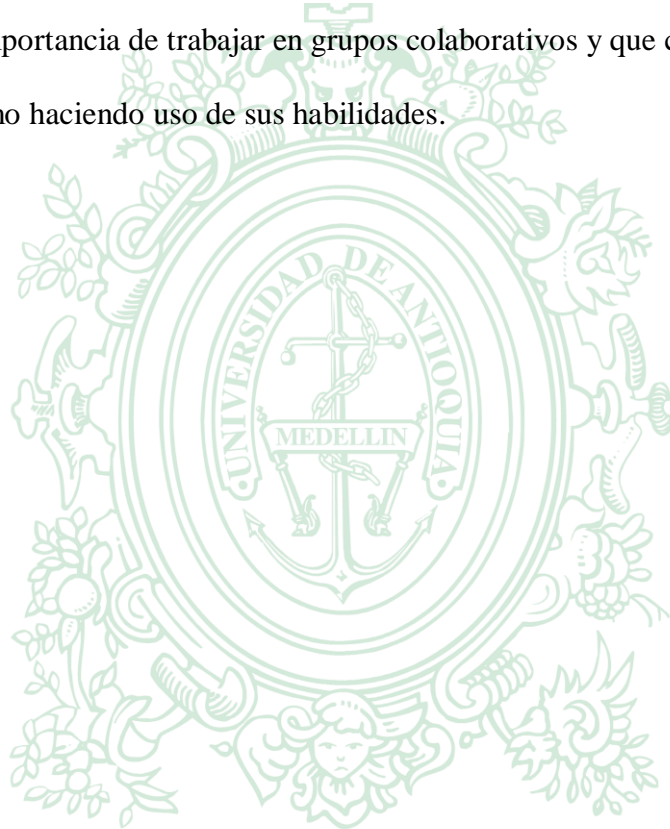 portancia de trabajar en grupos colaborativos y que
no haciendo uso de sus habilidades.
UNIVERSIDAD DE ANTIOQUIA
MEDELLIN